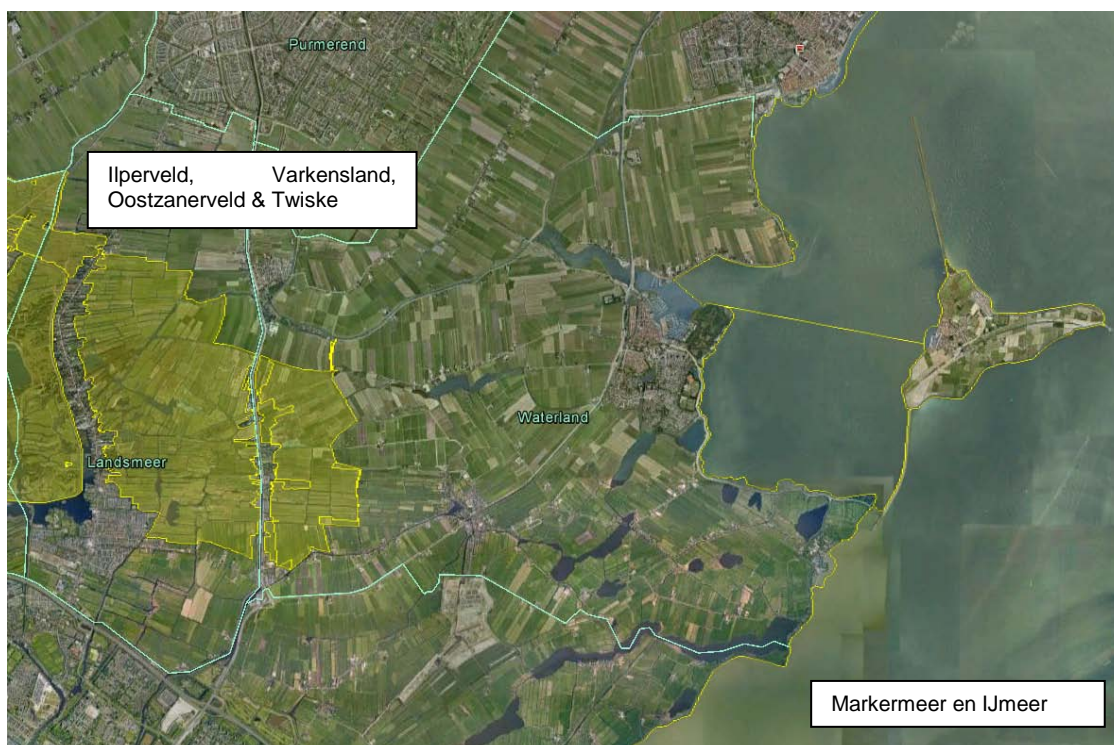 Purmerend
Ilperveld, Varkensland,
Oostzanerveld & Twiske
Waterland
Landsmeer
Markermeer en IJmeer